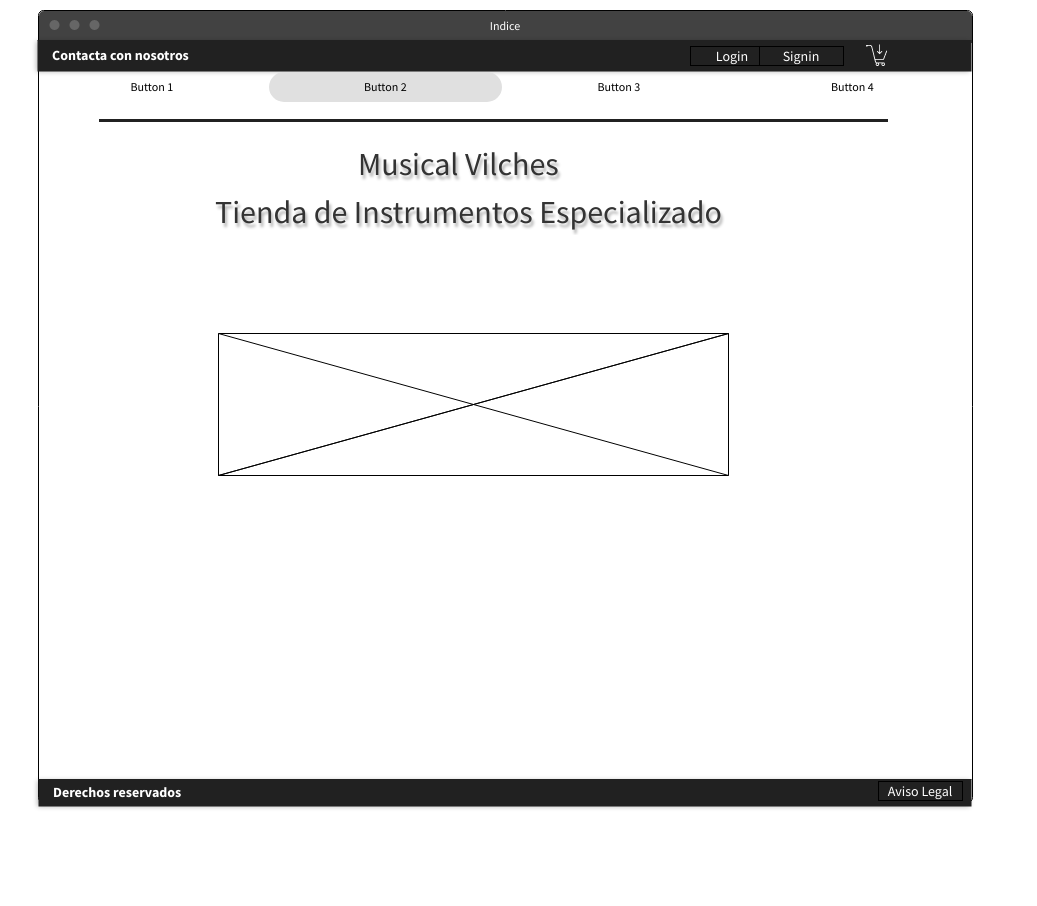 Indice
Contacta con nosotros
Login Signin
Button 1 Button 2 Button 3 Button 4
Musical Vilches
Tienda de Instrumentos Especializado
Derechos reservados
Aviso Legal